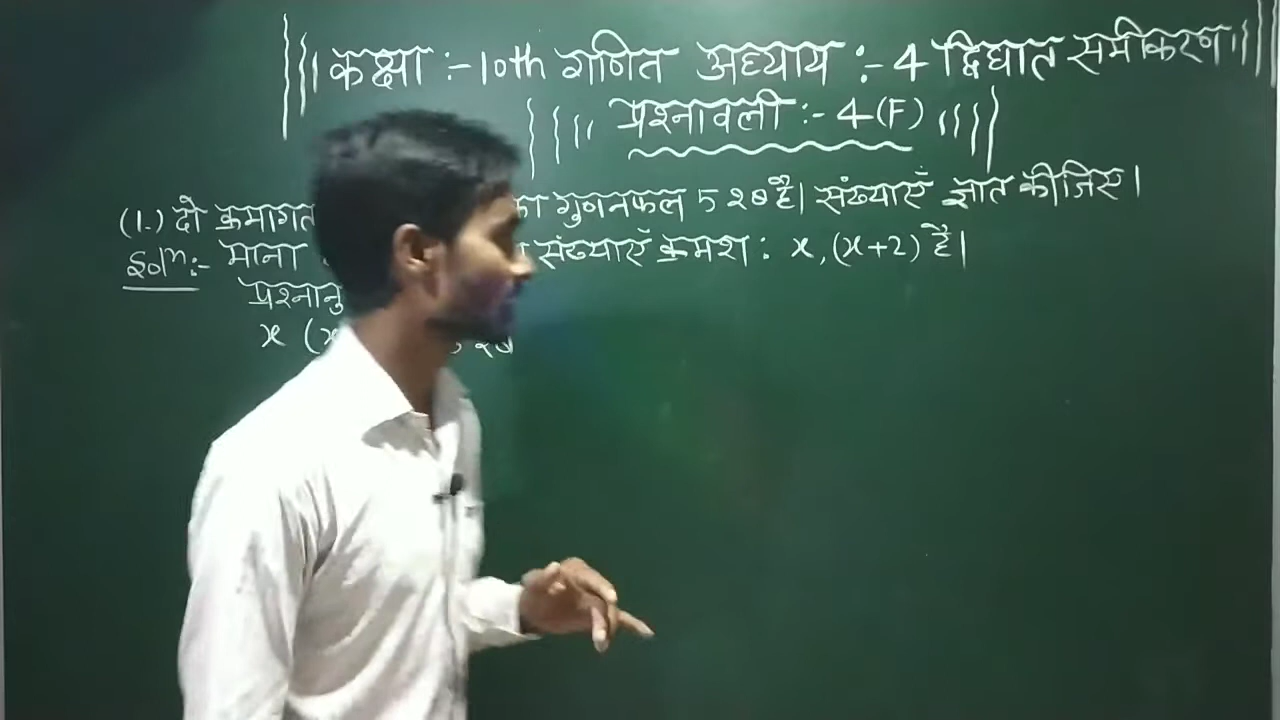 कक्षा :- 10th गणित अध्याय :- 4 द्विघात समीकरण
प्रश्नावली :- 4(F)
(1.) दो क्रमागत का गुणनफल 528 है। संख्याएँ ज्ञात कीजिए।
Solⁿ:- माना संख्याएँ क्रमश: x, (x+2) है।
प्रश्नानु
x (x 528